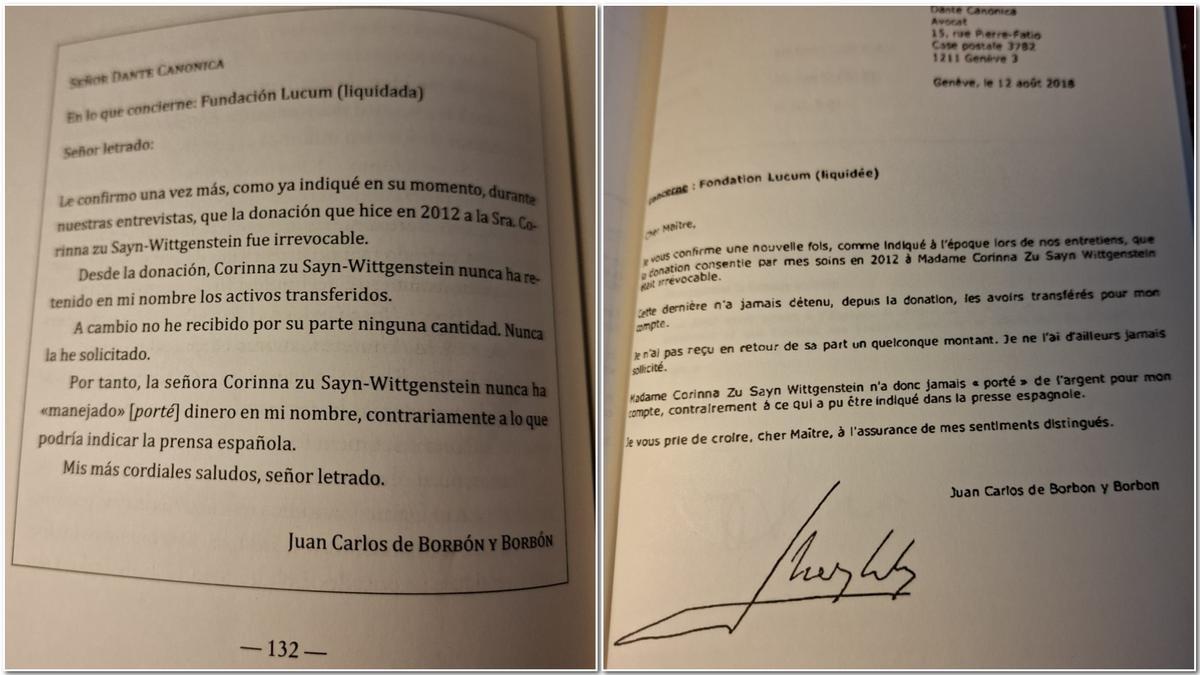 SEÑOR DANTE CANONICA
En lo que concierne: Fundación Lucum (liquidada)
Señor letrado:
Le confirmo una vez más, como ya indiqué en su momento, durante
nuestras entrevistas, que la donación que hice en 2012 a la Sra. Co-
rinna zu Sayn-Wittgenstein fue irrevocable.
Desde la donación, Corinna zu Sayn-Wittgenstein nunca ha re-
tenido en mi nombre los activos transferidos.
A cambio no he recibido por su parte ninguna cantidad. Nunca
la he solicitado.
Por tanto, la señora Corinna zu Sayn-Wittgenstein nunca ha
«manejado» [porté] dinero en mi nombre, contrariamente a lo que
podría indicar la prensa española.
Mis más cordiales saludos, señor letrado.
Juan Carlos de BORBÓN Y BORBÓN
— 132 —
Dante Canonica
Avocat
15, rue Pierre-Fatio
Case postale 3782
1211 Genève 3
Genève, le 12 août 2018
Concerne : Fondation Lucum (liquidée)
Cher Maître,
Je vous confirme une nouvelle fois, comme indiqué à l'époque lors de nos entretiens, que
la donation consentie par mes soins en 2012 à Madame Corinna Zu Sayn Wittgenstein
était irrévocable.
Cette dernière n'a jamais détenu, depuis la donation, les avoirs transférés pour mon
compte.
Je n'ai pas reçu en retour de sa part un quelconque montant. Je ne l'ai d'ailleurs jamais
sollicité.
Madame Corinna Zu Sayn Wittgenstein n'a donc jamais « porté » de l'argent pour mon
compte, contrairement à ce qui a pu être indiqué dans la presse espagnole.
Je vous prie de croire, cher Maître, à l'assurance de mes sentiments distingués.
Juan Carlos de Borbon y Borbon